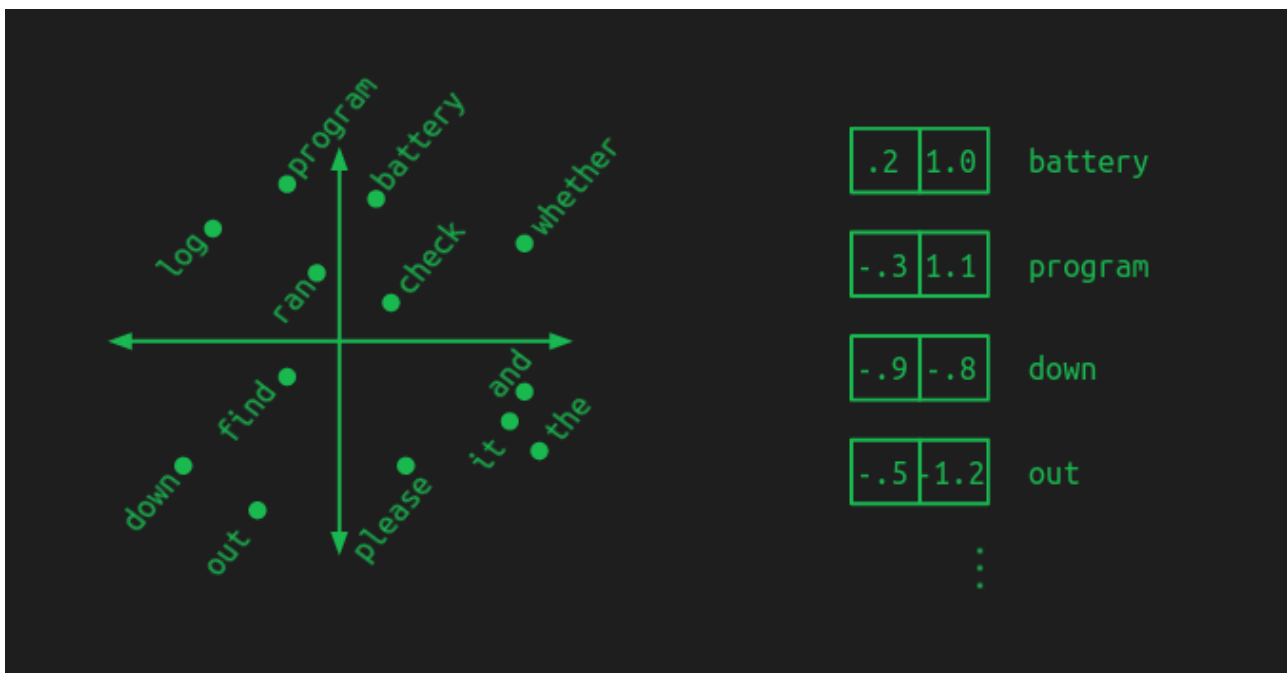 program
battery
whether
log
check
ran
and
find
the
it
down
please
out
.2 1.0 battery
-.3 1.1 program
-.9 -.8 down
-.5 -1.2 out
⋮